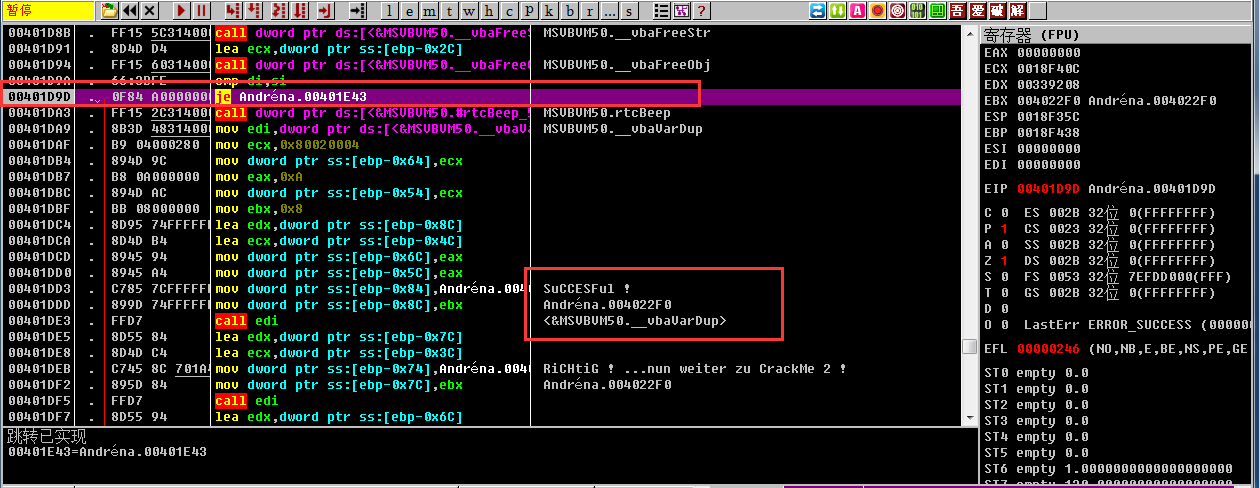 暂停
l e m t w h c p k b r ... s
?
吾 爱 破 解
00401D8B . FF15 5C314000 call dword ptr ds:[<&MSVBVM50.__vbaFreeS MSVBVM50.__vbaFreeStr
00401D91 . 8D4D D4 lea ecx,dword ptr ss:[ebp-0x2C]
00401D94 . FF15 60314000 call dword ptr ds:[<&MSVBVM50.__vbaFree MSVBVM50.__vbaFreeObj
00401D9A . 66:3BFE cmp di,si
00401D9D .⌵ 0F84 A0000000 je Andréna.00401E43
00401DA3 . FF15 2C314000 call dword ptr ds:[<&MSVBVM50.#rtcBeep_5 MSVBVM50.rtcBeep
00401DA9 . 8B3D 48314000 mov edi,dword ptr ds:[<&MSVBVM50.__vbaVa MSVBVM50.__vbaVarDup
00401DAF . B9 04000280 mov ecx,0x80020004
00401DB4 . 894D 9C mov dword ptr ss:[ebp-0x64],ecx
00401DB7 . B8 0A000000 mov eax,0xA
00401DBC . 894D AC mov dword ptr ss:[ebp-0x54],ecx
00401DBF . BB 08000000 mov ebx,0x8
00401DC4 . 8D95 74FFFFFF lea edx,dword ptr ss:[ebp-0x8C]
00401DCA . 8D4D B4 lea ecx,dword ptr ss:[ebp-0x4C]
00401DCD . 8945 94 mov dword ptr ss:[ebp-0x6C],eax
00401DD0 . 8945 A4 mov dword ptr ss:[ebp-0x5C],eax
00401DD3 . C785 7CFFFFFF mov dword ptr ss:[ebp-0x84],Andréna.004 SuCCESFul !
00401DDD . 899D 74FFFFFF mov dword ptr ss:[ebp-0x8C],ebx Andréna.004022F0
00401DE3 . FFD7 call edi <&MSVBVM50.__vbaVarDup>
00401DE5 . 8D55 84 lea edx,dword ptr ss:[ebp-0x7C]
00401DE8 . 8D4D C4 lea ecx,dword ptr ss:[ebp-0x3C]
00401DEB . C745 8C 701A4 mov dword ptr ss:[ebp-0x74],Andréna.004 RiCHtiG ! ...nun weiter zu CrackMe 2 !
00401DF2 . 895D 84 mov dword ptr ss:[ebp-0x7C],ebx Andréna.004022F0
00401DF5 . FFD7 call edi
00401DF7 . 8D55 94 lea edx,dword ptr ss:[ebp-0x6C]
跳转已实现
00401E43=Andréna.00401E43
寄存器 (FPU)
EAX 00000000
ECX 0018F40C
EDX 00339208
EBX 004022F0 Andréna.004022F0
ESP 0018F35C
EBP 0018F438
ESI 00000000
EDI 00000000
EIP 00401D9D Andréna.00401D9D
C 0 ES 002B 32位 0(FFFFFFFF)
P 1 CS 0023 32位 0(FFFFFFFF)
A 0 SS 002B 32位 0(FFFFFFFF)
Z 1 DS 002B 32位 0(FFFFFFFF)
S 0 FS 0053 32位 7EFDD000(FFF)
T 0 GS 002B 32位 0(FFFFFFFF)
D 0
O 0 LastErr ERROR_SUCCESS (000000
EFL 00000246 (NO,NB,E,BE,NS,PE,GE
ST0 empty 0.0
ST1 empty 0.0
ST2 empty 0.0
ST3 empty 0.0
ST4 empty 0.0
ST5 empty 0.0
ST6 empty 1.0000000000000000000